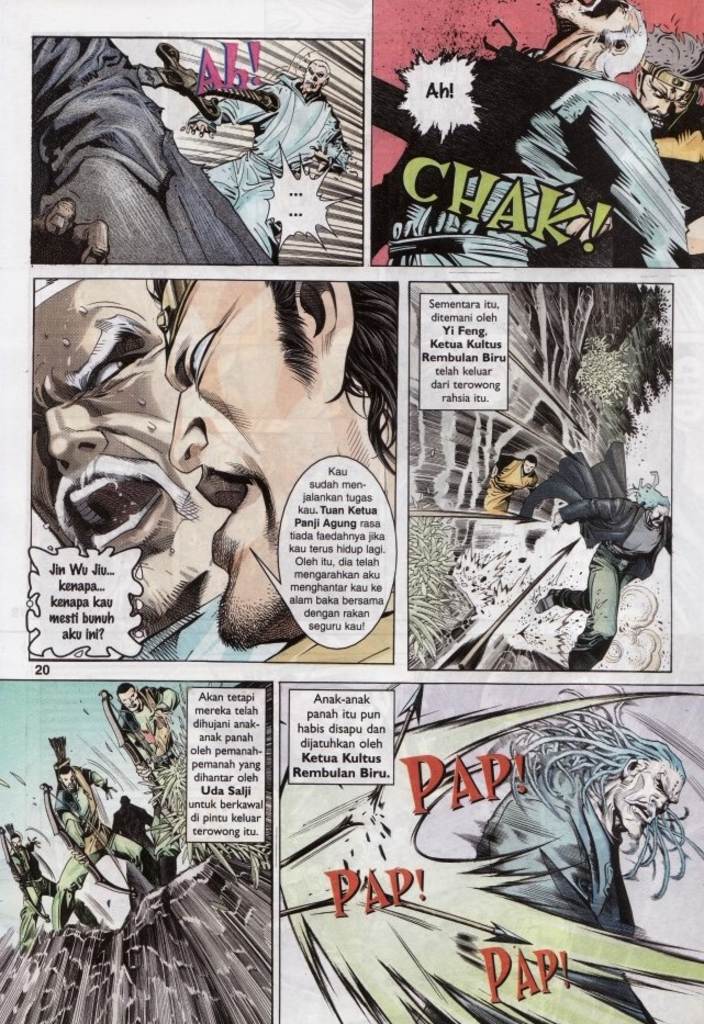 Ah!
...
...
Ah!
CHAK!
Jin Wu Jiu...
kenapa...
kenapa kau
mesti bunuh
aku ini?
Kau
sudah men-
jalankan tugas
kau. Tuan Ketua
Panji Agung rasa
tiada faedahnya jika
kau terus hidup lagi.
Oleh itu, dia telah
mengarahkan aku
menghantar kau ke
alam baka bersama
dengan rakan
seguru kau!
Sementara itu,
ditemani oleh
Yi Feng,
Ketua Kultus
Rembulan Biru
telah keluar
dari terowong
rahsia itu.
20
Akan tetapi
mereka telah
dihujani anak-
anak panah
oleh pemanah-
pemanah yang
dihantar oleh
Uda Salji
untuk berkawal
di pintu keluar
terowong itu.
Anak-anak
panah itu pun
habis disapu dan
dijatuhkan oleh
Ketua Kultus
Rembulan Biru.
PAP!
PAP!
PAP!